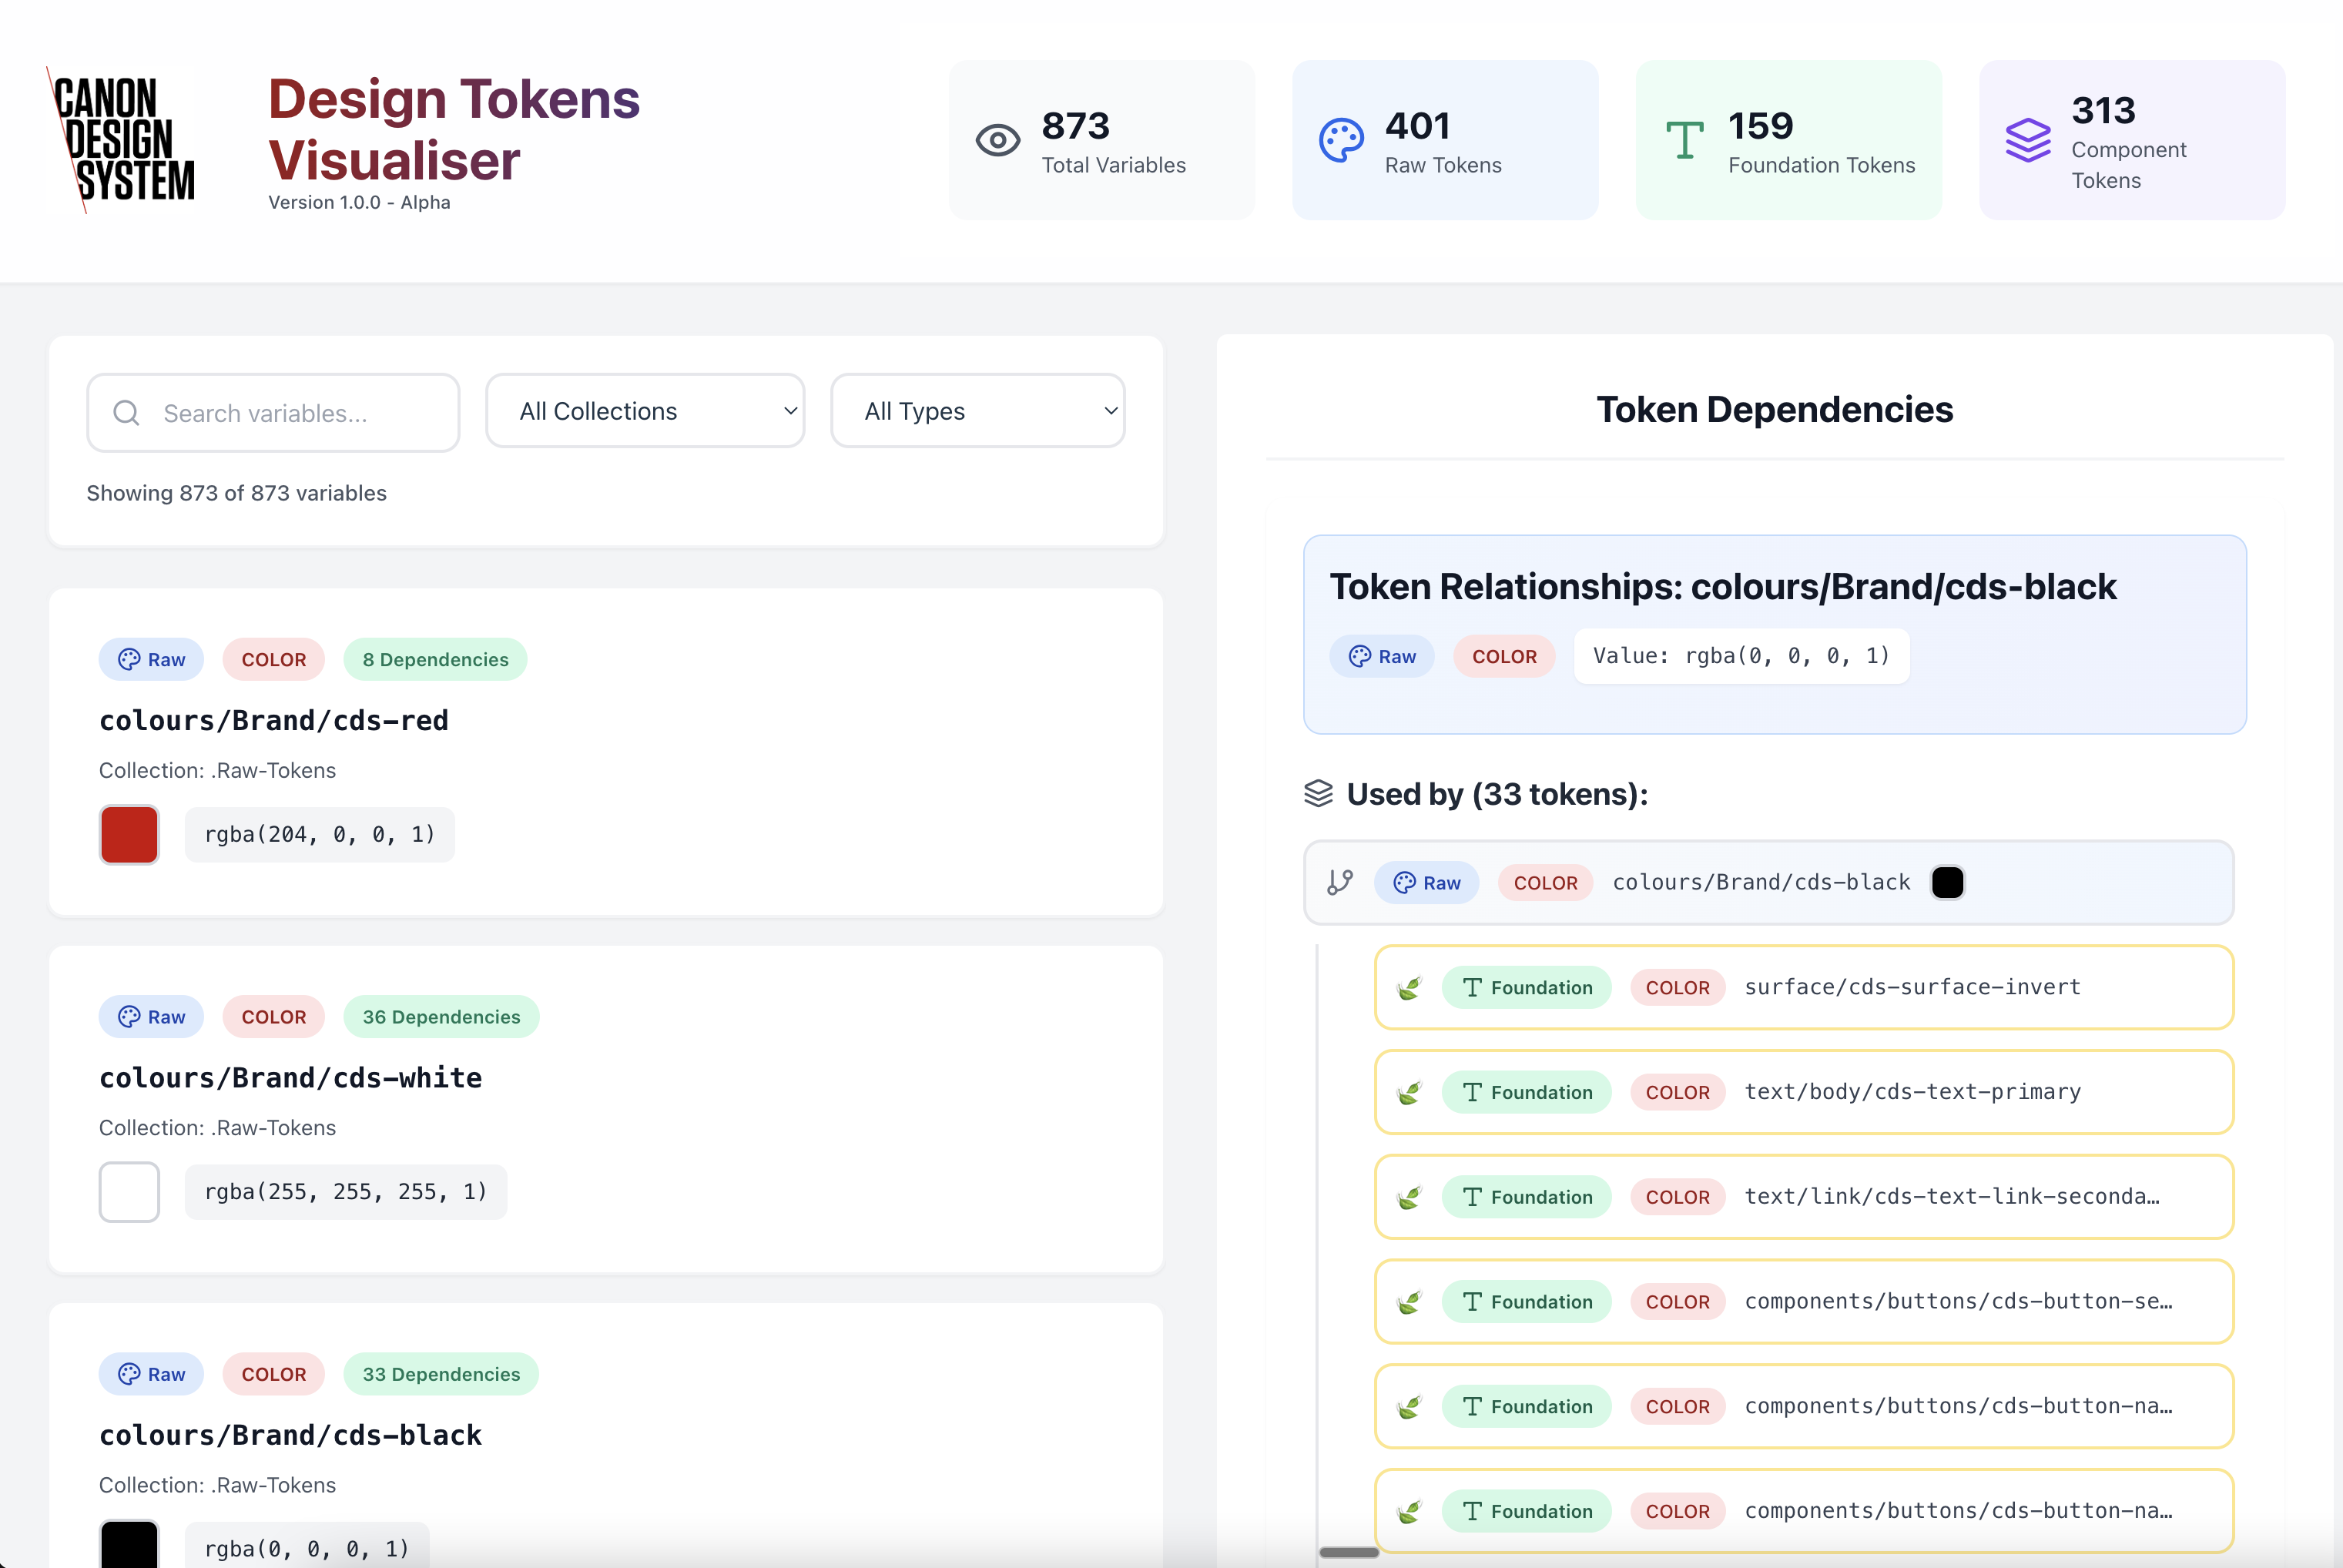 CANON
DESIGN
SYSTEM
Design Tokens
Visualiser
Version 1.0.0 - Alpha
873
Total Variables
401
Raw Tokens
159
Foundation Tokens
313
Component
Tokens
Search variables...
All Collections
All Types
Showing 873 of 873 variables
Raw COLOR 8 Dependencies
colours/Brand/cds-red
Collection: .Raw-Tokens
rgba(204, 0, 0, 1)
Raw COLOR 36 Dependencies
colours/Brand/cds-white
Collection: .Raw-Tokens
rgba(255, 255, 255, 1)
Raw COLOR 33 Dependencies
colours/Brand/cds-black
Collection: .Raw-Tokens
rgba(0, 0, 0, 1)
Token Dependencies
Token Relationships: colours/Brand/cds-black
Raw COLOR Value: rgba(0, 0, 0, 1)
Used by (33 tokens):
Raw COLOR colours/Brand/cds-black
Foundation COLOR surface/cds-surface-invert
Foundation COLOR text/body/cds-text-primary
Foundation COLOR text/link/cds-text-link-seconda…
Foundation COLOR components/buttons/cds-button-se…
Foundation COLOR components/buttons/cds-button-na…
Foundation COLOR components/buttons/cds-button-na…